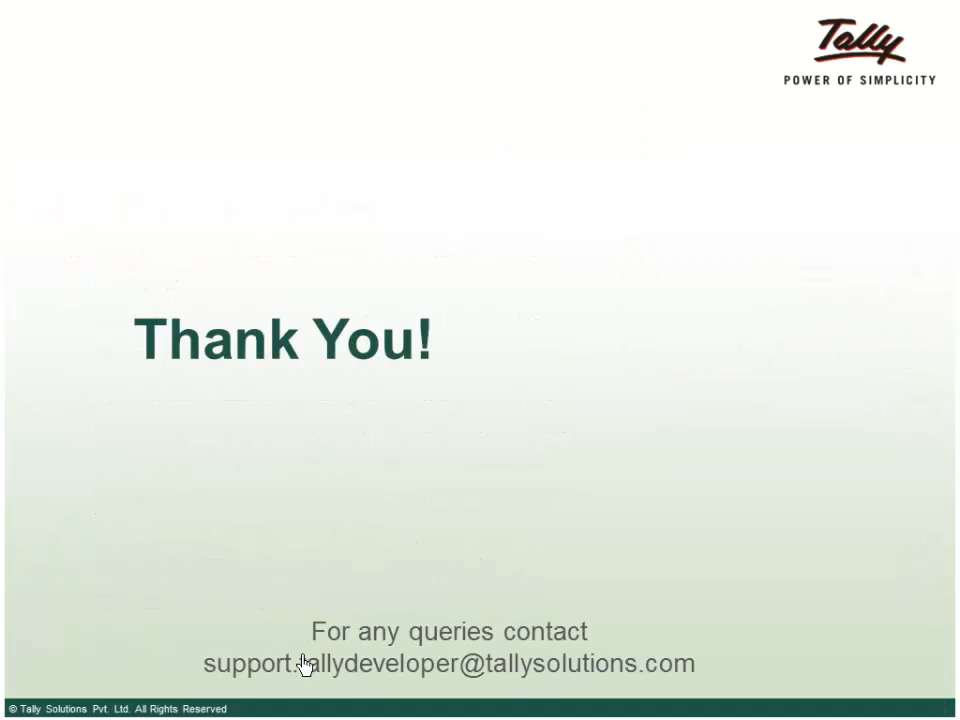 Tally
POWER OF SIMPLICITY
Thank You!
For any queries contact
support.tallydeveloper@tallysolutions.com
© Tally Solutions Pvt. Ltd. All Rights Reserved